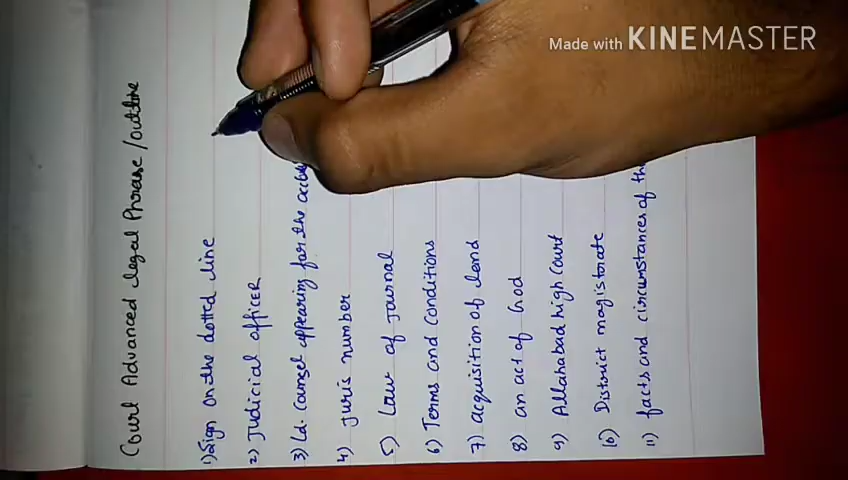 Made with KINEMASTER
Court Advanced legal Phrase/outline
1) Sign on the dotted line
2) Judicial officer
3) Ld. Counsel appearing for the
4) Juris number
5) Law of Journal
6) Terms and conditions
7) acquisition of land
8) an act of God
9) Allahabad high Court
10) District magistrate
11) facts and circumstances of